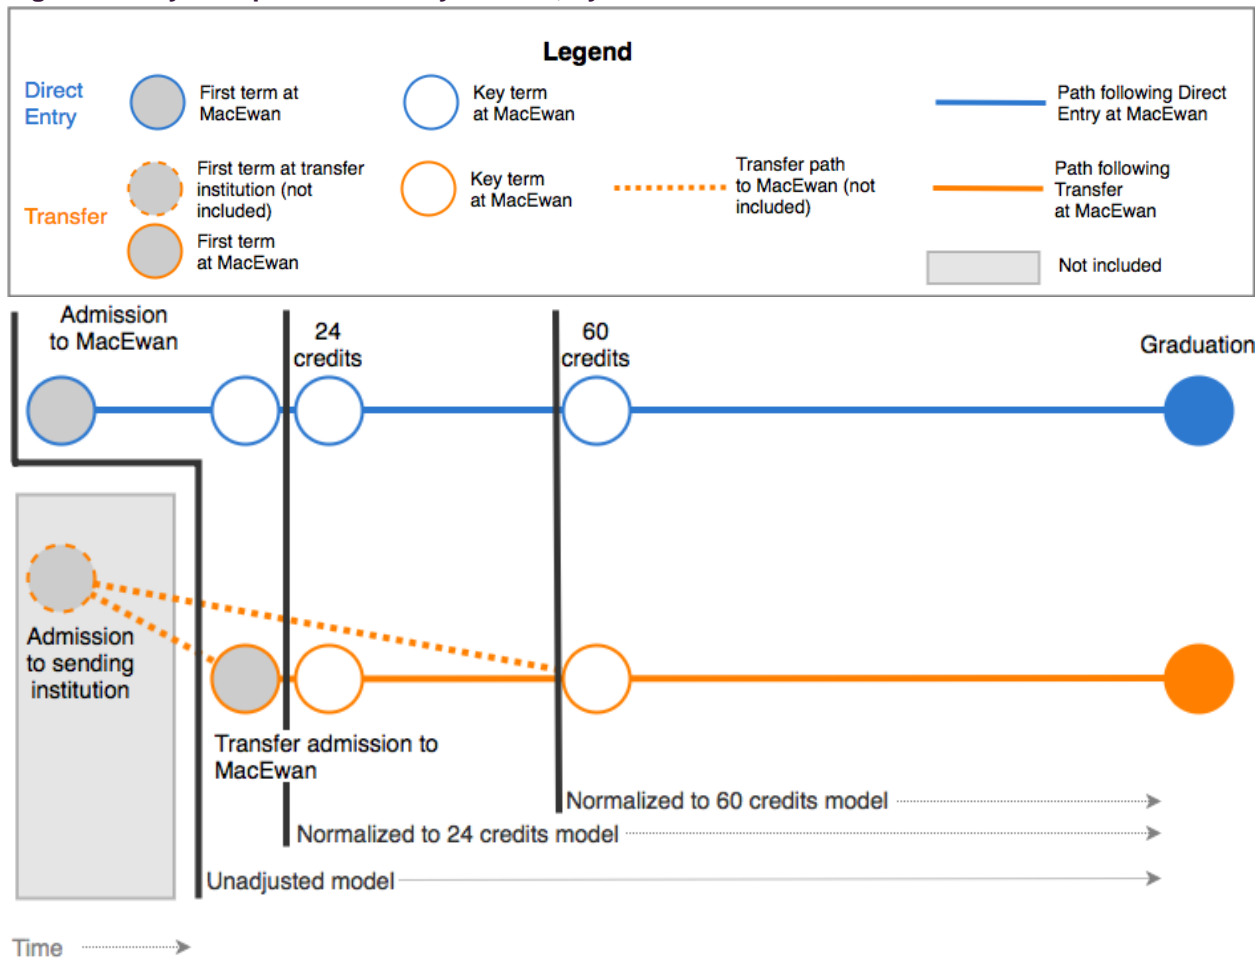 Legend
Direct
Entry
First term at
MacEwan
Key term
at MacEwan
Path following Direct
Entry at MacEwan
Transfer
First term at transfer
institution (not
included)
Key term
at MacEwan
Transfer path
to MacEwan (not
included)
Path following
Transfer
at MacEwan
First term
at MacEwan
Not included
Admission
to MacEwan
24
credits
60
credits
Graduation
Admission
to sending
institution
Transfer admission to
MacEwan
Normalized to 60 credits model
Normalized to 24 credits model
Unadjusted model
Time